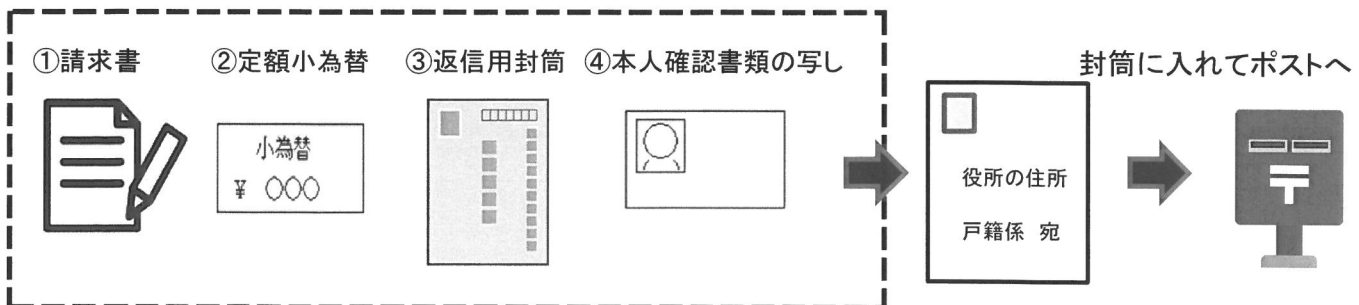 ①請求書
②定額小為替
③返信用封筒
④本人確認書類の写し
封筒に入れてポストへ
小為替
¥ 〇〇〇
役所の住所
戸籍係 宛
〒